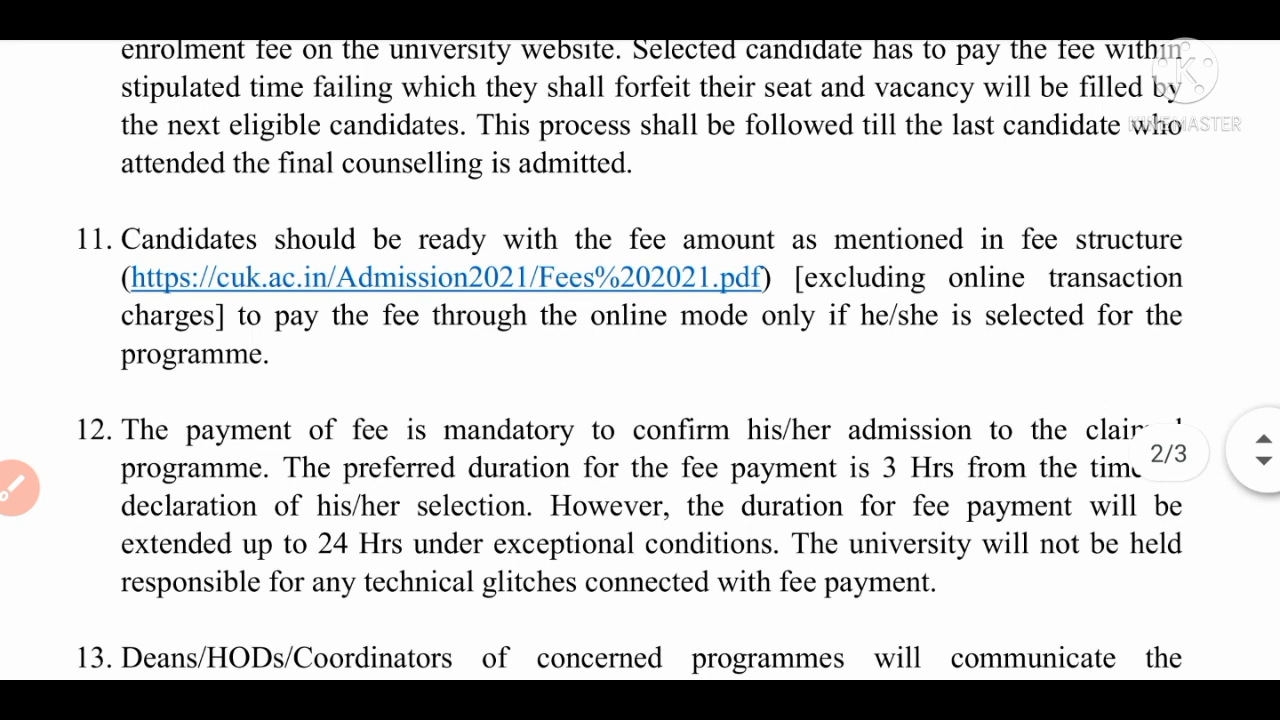 enrolment fee on the university website. Selected candidate has to pay the fee within
stipulated time failing which they shall forfeit their seat and vacancy will be filled by
the next eligible candidates. This process shall be followed till the last candidate who
attended the final counselling is admitted.
K
KINEMASTER
11. Candidates should be ready with the fee amount as mentioned in fee structure
(https://cuk.ac.in/Admission2021/Fees%202021.pdf) [excluding online transaction
charges] to pay the fee through the online mode only if he/she is selected for the
programme.
12. The payment of fee is mandatory to confirm his/her admission to the
programme. The preferred duration for the fee payment is 3 Hrs from the time
2/3
declaration of his/her selection. However, the duration for fee payment will be
extended up to 24 Hrs under exceptional conditions. The university will not be held
responsible for any technical glitches connected with fee payment.
13. Deans/HODs/Coordinators of concerned programmes will communicate the